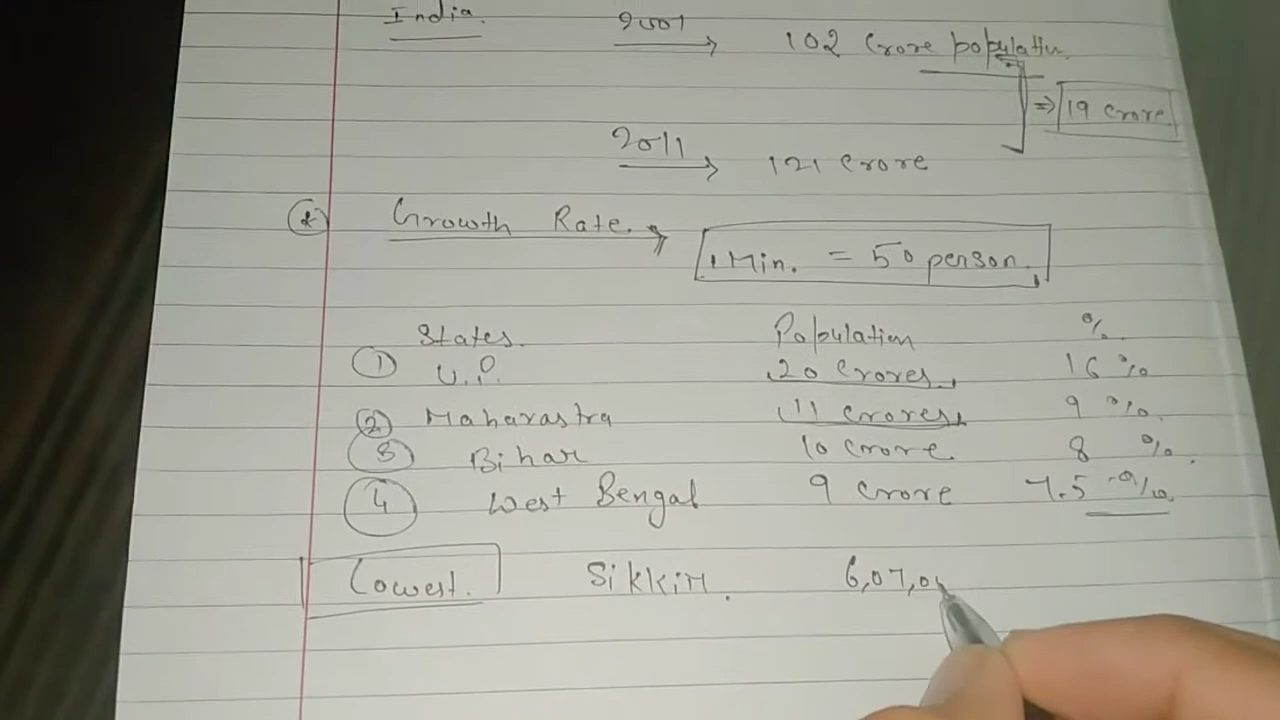 India.
2001 → 102 Crore populatin.
⇒ 19 crore
2011 → 121 crore
Growth Rate. → 1 Min. = 50 person.
States. Population %
① U.P. 20 Crores. 16 %
② Maharastra 11 crores. 9 %.
③ Bihar 10 crore. 8 %.
④ West Bengal 9 crore 7.5 %
Lowest. SikkiM. 6,07,0